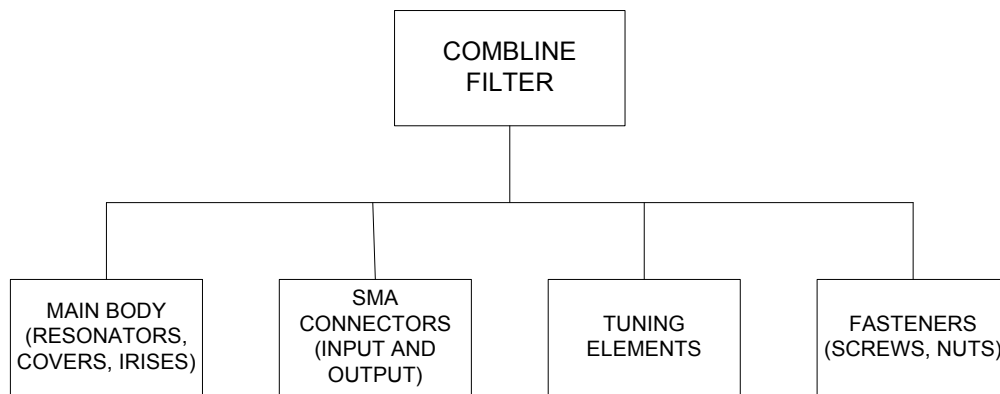 COMBLINE
FILTER
MAIN BODY
(RESONATORS,
COVERS, IRISES)
SMA
CONNECTORS
(INPUT AND
OUTPUT)
TUNING
ELEMENTS
FASTENERS
(SCREWS, NUTS)